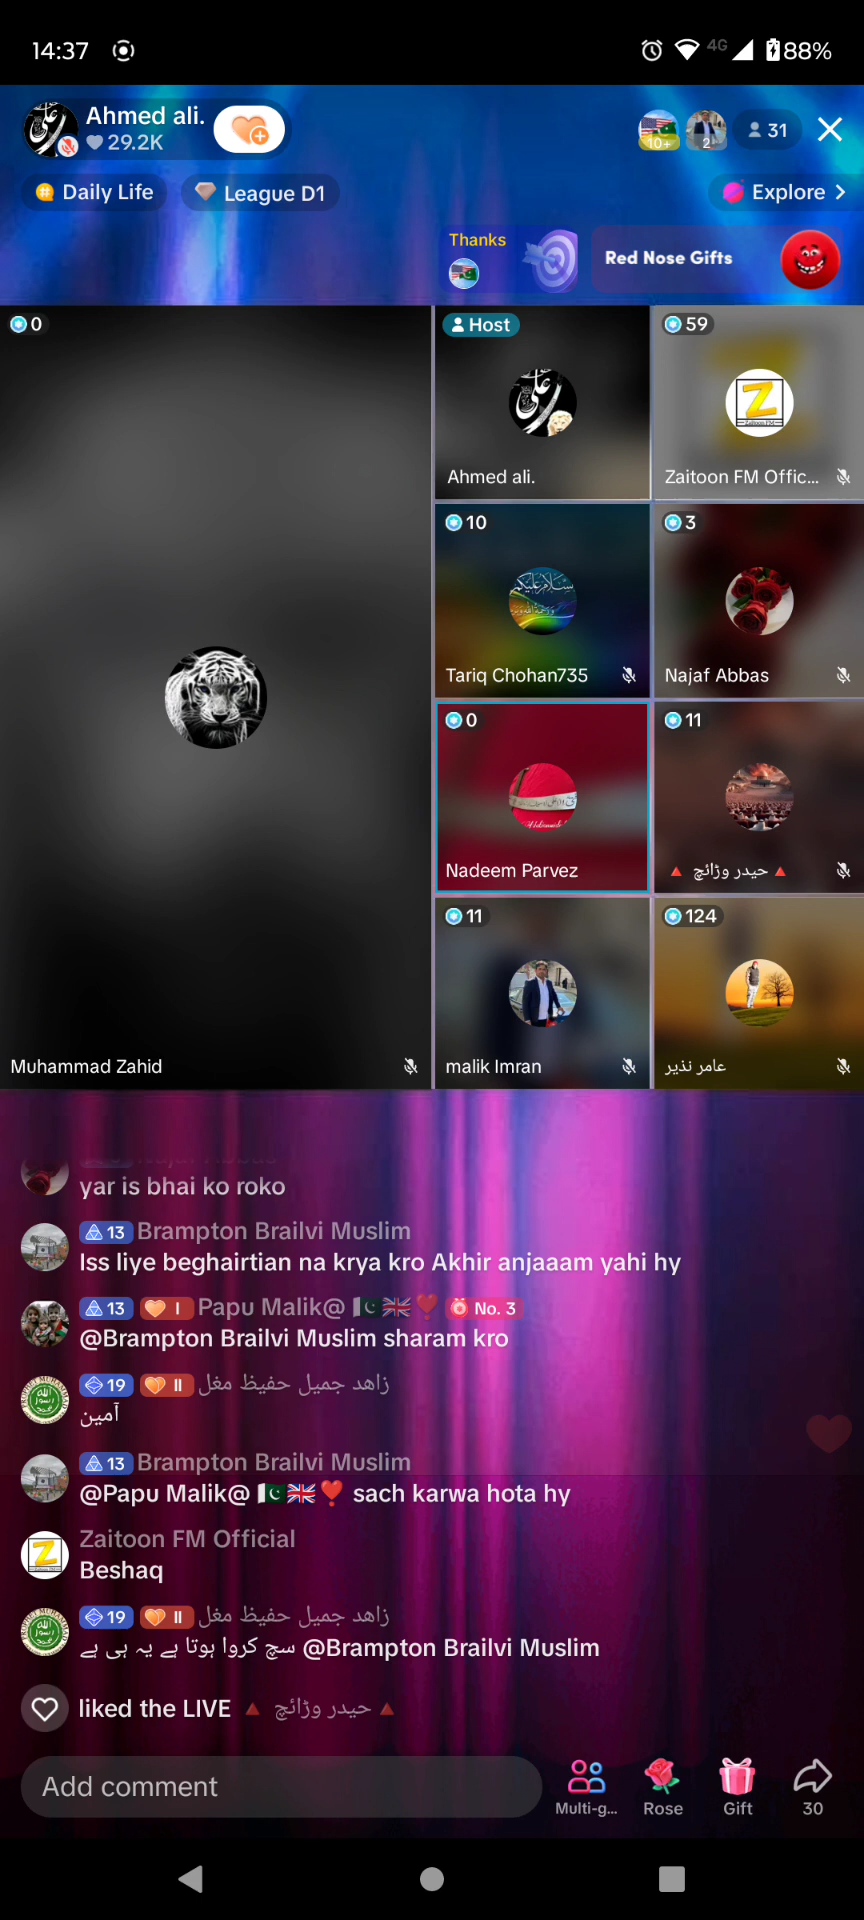 14:37
4G
88%
Ahmed ali.
29.2K
10+
2
31
Daily Life
League D1
Explore
Thanks
Red Nose Gifts
0
Host
Ahmed ali.
59
Zaitoon FM Offic...
10
Tariq Chohan735
3
Najaf Abbas
0
Nadeem Parvez
11
🔺 حیدر وڑائچ 🔺
Muhammad Zahid
11
malik Imran
124
عامر نذیر
yar is bhai ko roko
13 Brampton Brailvi Muslim
Iss liye beghairtian na krya kro Akhir anjaaam yahi hy
13 I Papu Malik@ 🇵🇰🇬🇧❣️ No. 3
@Brampton Brailvi Muslim sharam kro
19 II زاھد جمیل حفیظ مغل
آمین
13 Brampton Brailvi Muslim
@Papu Malik@ 🇵🇰🇬🇧❣️ sach karwa hota hy
Zaitoon FM Official
Beshaq
19 II زاھد جمیل حفیظ مغل
@Brampton Brailvi Muslim سچ کروا ہوتا ہے یہ ہی ہے
liked the LIVE 🔺 حیدر وڑائچ 🔺
Add comment
Multi-g...
Rose
Gift
30